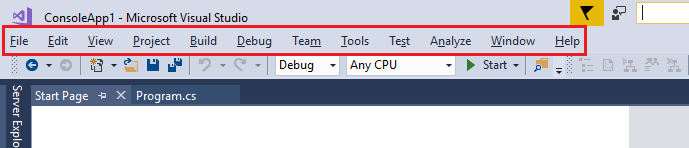 ConsoleApp1 - Microsoft Visual Studio
File Edit View Project Build Debug Team Tools Test Analyze Window Help
Debug Any CPU Start
Start Page Program.cs
Server Explo